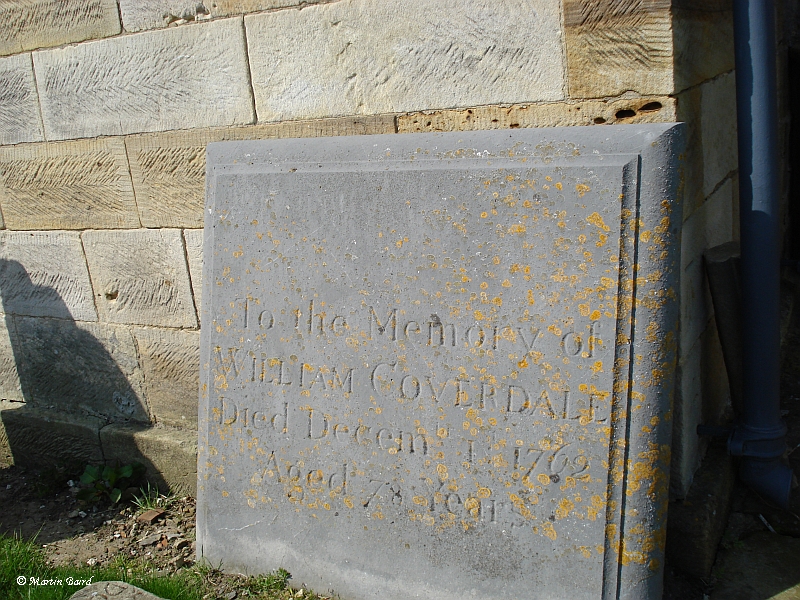 To the Memory of
WILLIAM COVERDALE
Died Decem^r 1, 1762
Aged 78 Years
© Martin Baird